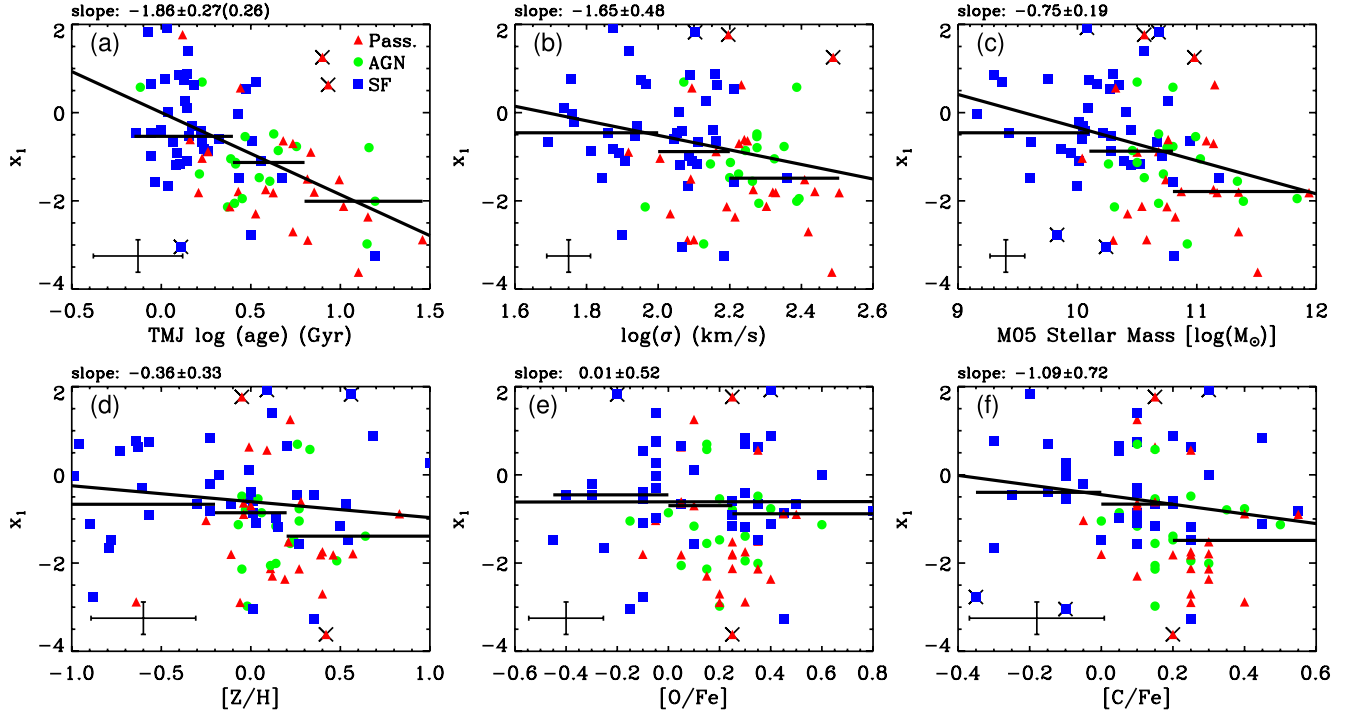 slope: −1.86±0.27(0.26)
slope: −1.65±0.48
slope: −0.75±0.19
(a)
Pass.
AGN
SF
(b)
(c)
2
0
−2
−4
x₁
2
0
−2
−4
x₁
2
0
−2
−4
x₁
−0.5 0.0 0.5 1.0 1.5
TMJ log (age) (Gyr)
1.6 1.8 2.0 2.2 2.4 2.6
log(σ) (km/s)
9 10 11 12
M05 Stellar Mass [log(M☉)]
slope: −0.36±0.33
slope: 0.01±0.52
slope: −1.09±0.72
(d)
(e)
(f)
2
0
−2
−4
x₁
2
0
−2
−4
x₁
2
0
−2
−4
x₁
−1.0 −0.5 0.0 0.5 1.0
[Z/H]
−0.6 −0.4 −0.2 0.0 0.2 0.4 0.6 0.8
[O/Fe]
−0.4 −0.2 0.0 0.2 0.4 0.6
[C/Fe]